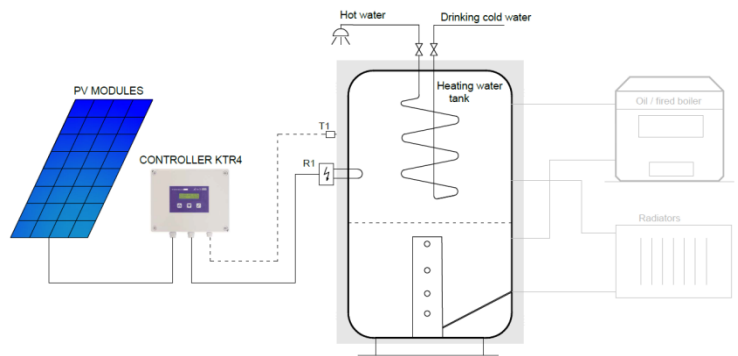 Hot water
Drinking cold water
PV MODULES
Heating water
tank
Oil / fired boiler
T1
CONTROLLER KTR4
R1
Radiators